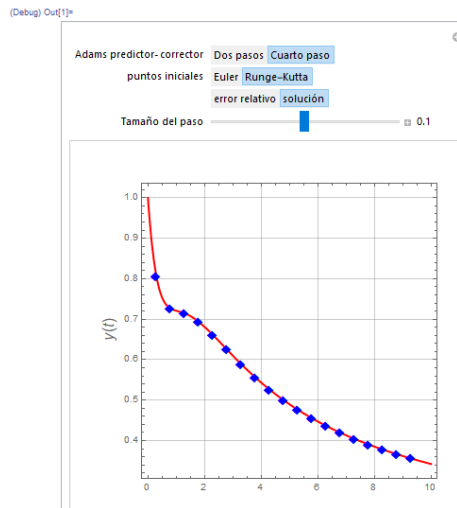 (Debug) Out[1]=
Adams predictor- corrector Dos pasos Cuarto paso
puntos iniciales Euler Runge-Kutta
error relativo solución
Tamaño del paso 0.1
1.0
0.9
0.8
0.7
0.6
0.5
0.4
y(t)
0 2 4 6 8 10